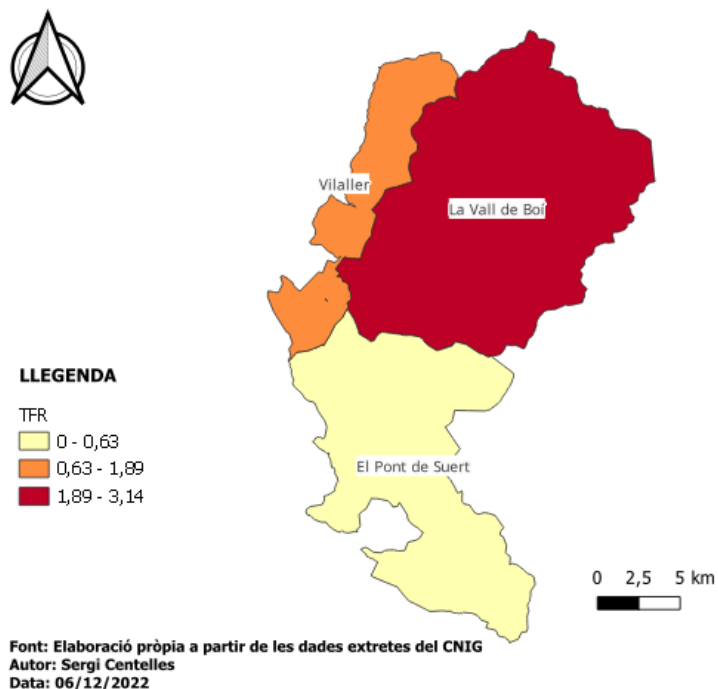 Vilaller
La Vall de Boí
LLEGENDA
TFR
0 - 0,63
0,63 - 1,89
1,89 - 3,14
El Pont de Suert
0 2,5 5 km
Font: Elaboració pròpia a partir de les dades extretes del CNIG
Autor: Sergi Centelles
Data: 06/12/2022